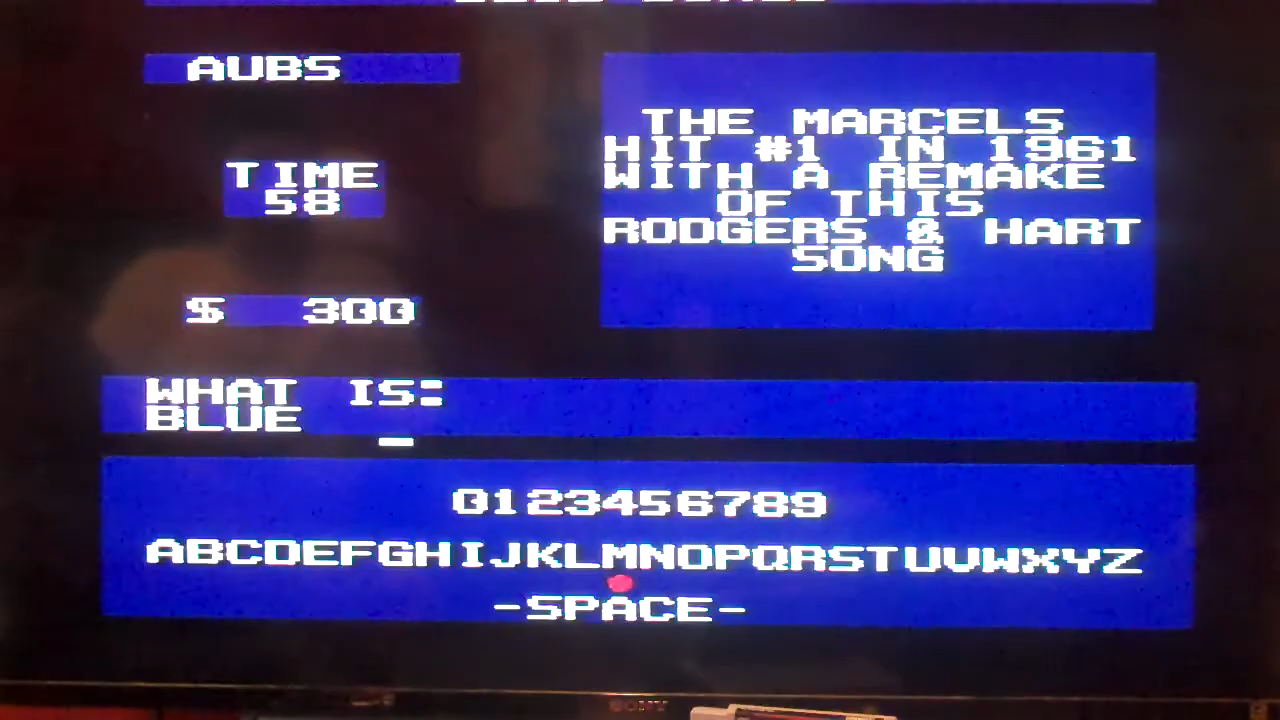 AUBS
TIME
58
$ 300
THE MARCELS
HIT #1 IN 1961
WITH A REMAKE
OF THIS
RODGERS & HART
SONG
WHAT IS:
BLUE _
0123456789
ABCDEFGHIJKLMNOPQRSTUVWXYZ
-SPACE-
SONY